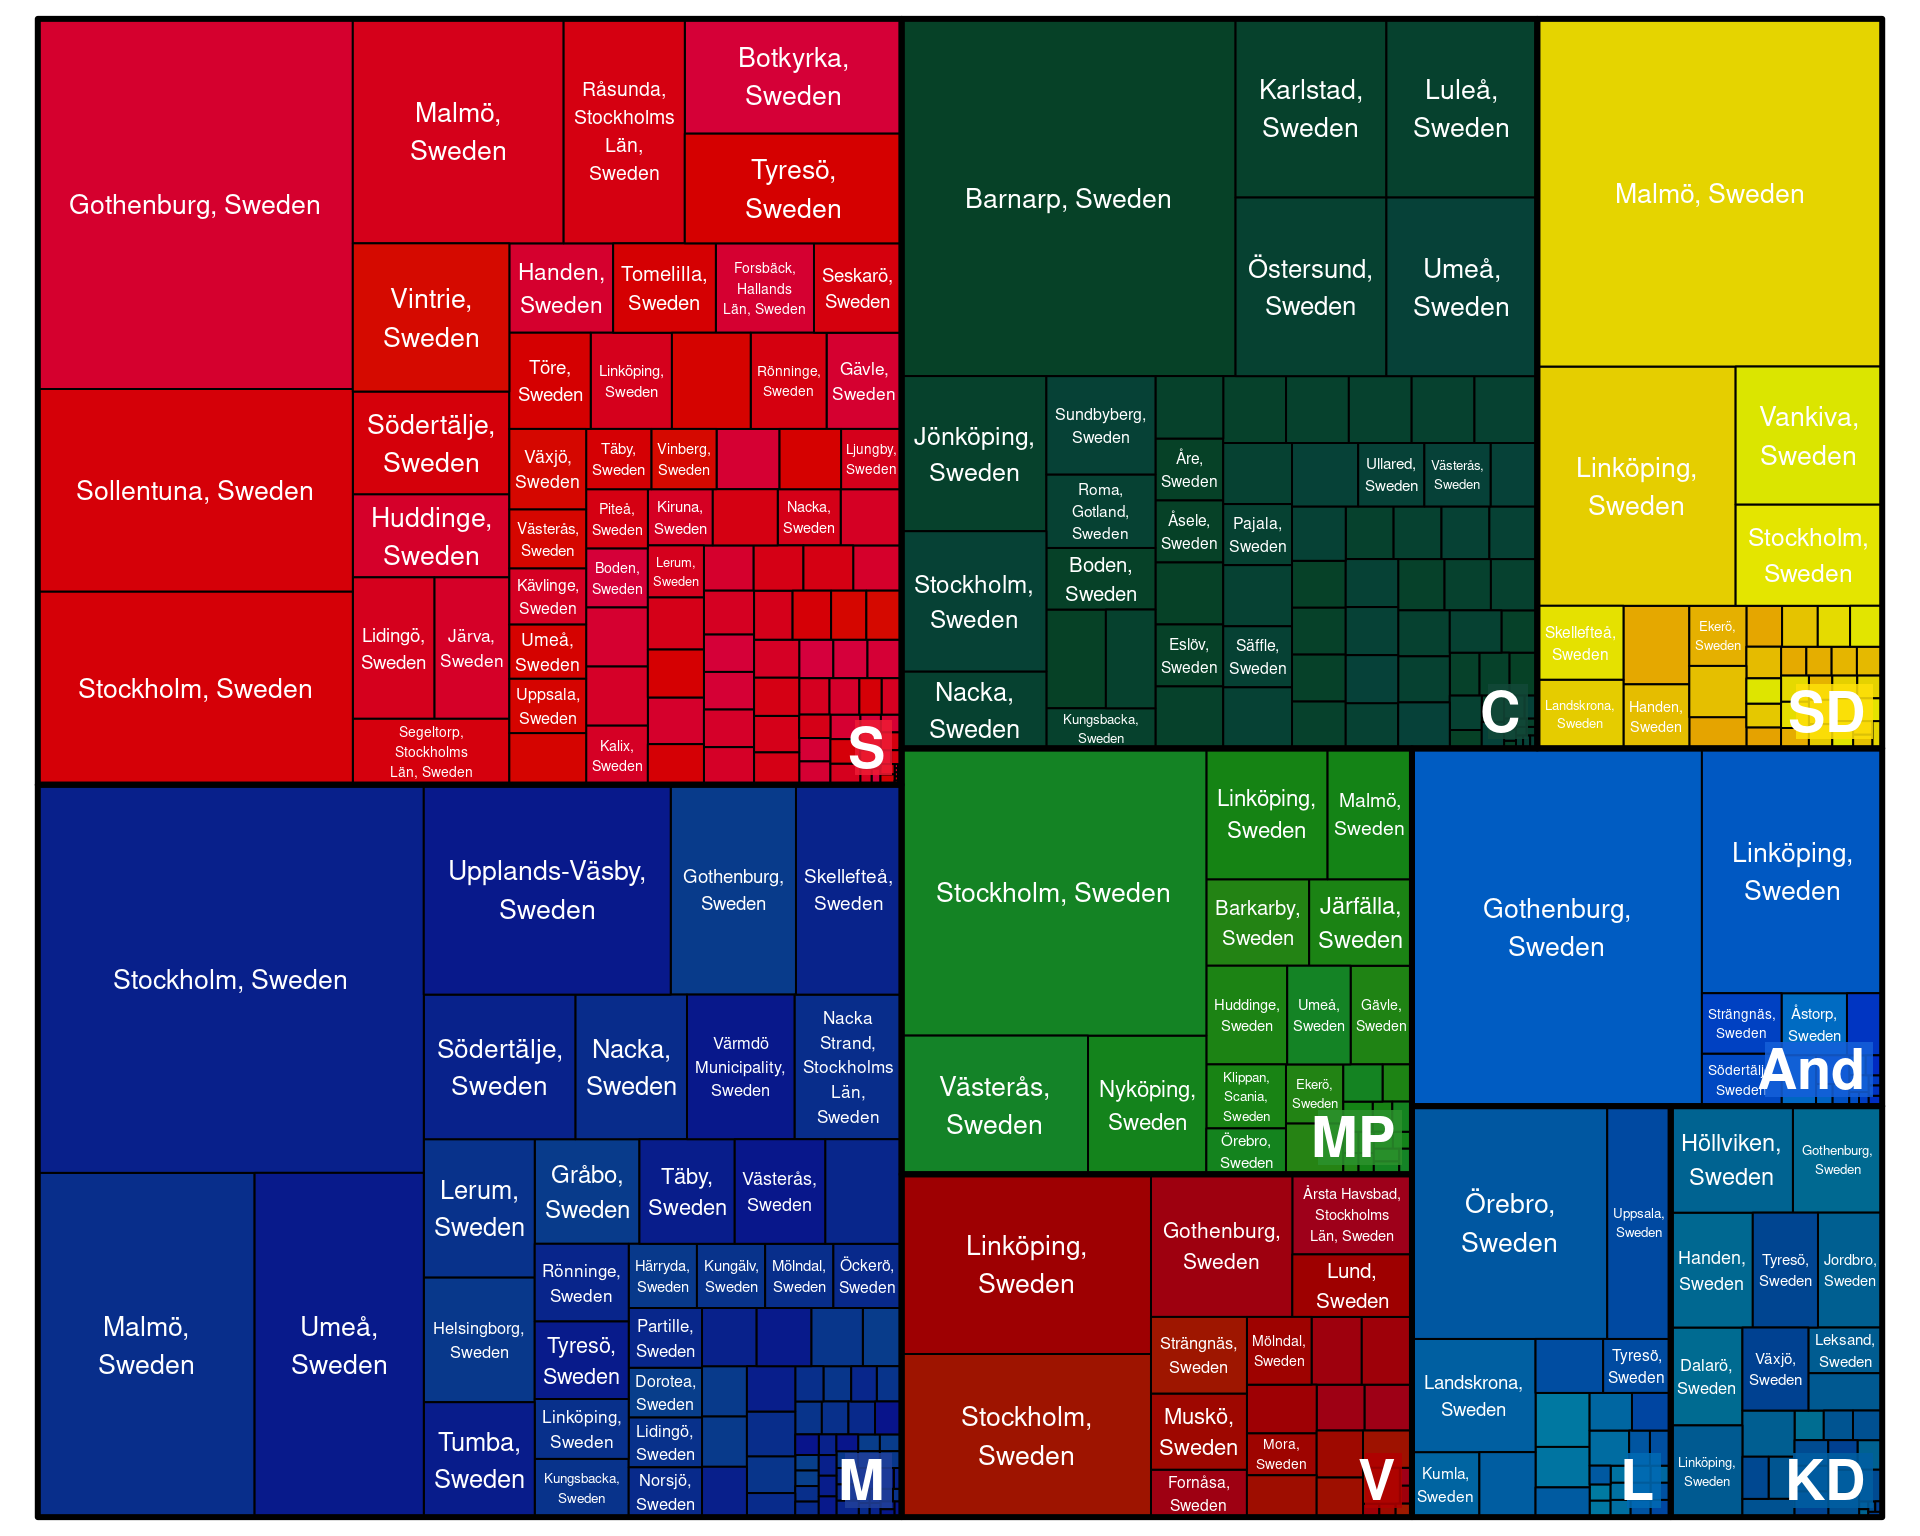 Gothenburg, Sweden
Sollentuna, Sweden
Stockholm, Sweden
Malmö,
Sweden
Råsunda,
Stockholms
Län,
Sweden
Botkyrka,
Sweden
Tyresö,
Sweden
Vintrie,
Sweden
Södertälje,
Sweden
Huddinge,
Sweden
Lidingö,
Sweden
Järva,
Sweden
Segeltorp,
Stockholms
Län, Sweden
Handen,
Sweden
Tomelilla,
Sweden
Forsbäck,
Hallands
Län, Sweden
Seskarö,
Sweden
Töre,
Sweden
Linköping,
Sweden
Rönninge,
Sweden
Gävle,
Sweden
Växjö,
Sweden
Västerås,
Sweden
Kävlinge,
Sweden
Umeå,
Sweden
Uppsala,
Sweden
Täby,
Sweden
Vinberg,
Sweden
Ljungby,
Sweden
Piteå,
Sweden
Kiruna,
Sweden
Nacka,
Sweden
Boden,
Sweden
Lerum,
Sweden
Kalix,
Sweden
S
Barnarp, Sweden
Karlstad,
Sweden
Luleå,
Sweden
Östersund,
Sweden
Umeå,
Sweden
Jönköping,
Sweden
Stockholm,
Sweden
Nacka,
Sweden
Sundbyberg,
Sweden
Roma,
Gotland,
Sweden
Boden,
Sweden
Kungsbacka,
Sweden
Åre,
Sweden
Åsele,
Sweden
Eslöv,
Sweden
Pajala,
Sweden
Säffle,
Sweden
Ullared,
Sweden
Västerås,
Sweden
C
Malmö, Sweden
Linköping,
Sweden
Vankiva,
Sweden
Stockholm,
Sweden
Skellefteå,
Sweden
Landskrona,
Sweden
Handen,
Sweden
Ekerö,
Sweden
SD
Stockholm, Sweden
Malmö,
Sweden
Umeå,
Sweden
Upplands-Väsby,
Sweden
Gothenburg,
Sweden
Skellefteå,
Sweden
Södertälje,
Sweden
Nacka,
Sweden
Värmdö
Municipality,
Sweden
Nacka
Strand,
Stockholms
Län,
Sweden
Lerum,
Sweden
Helsingborg,
Sweden
Tumba,
Sweden
Gråbo,
Sweden
Täby,
Sweden
Västerås,
Sweden
Rönninge,
Sweden
Tyresö,
Sweden
Linköping,
Sweden
Kungsbacka,
Sweden
Härryda,
Sweden
Kungälv,
Sweden
Mölndal,
Sweden
Öckerö,
Sweden
Partille,
Sweden
Dorotea,
Sweden
Lidingö,
Sweden
Norsjö,
Sweden
M
Stockholm, Sweden
Västerås,
Sweden
Nyköping,
Sweden
Linköping,
Sweden
Malmö,
Sweden
Barkarby,
Sweden
Järfälla,
Sweden
Huddinge,
Sweden
Umeå,
Sweden
Gävle,
Sweden
Klippan,
Scania,
Sweden
Ekerö,
Sweden
Örebro,
Sweden
MP
Linköping,
Sweden
Stockholm,
Sweden
Gothenburg,
Sweden
Årsta Havsbad,
Stockholms
Län, Sweden
Lund,
Sweden
Strängnäs,
Sweden
Mölndal,
Sweden
Muskö,
Sweden
Mora,
Sweden
Fornåsa,
Sweden
V
Gothenburg,
Sweden
Linköping,
Sweden
Strängnäs,
Sweden
Åstorp,
Sweden
Sweden
And
Örebro,
Sweden
Uppsala,
Sweden
Landskrona,
Sweden
Tyresö,
Sweden
Kumla,
Sweden
L
Höllviken,
Sweden
Gothenburg,
Sweden
Handen,
Sweden
Tyresö,
Sweden
Jordbro,
Sweden
Dalarö,
Sweden
Växjö,
Sweden
Leksand,
Sweden
Linköping,
Sweden
KD